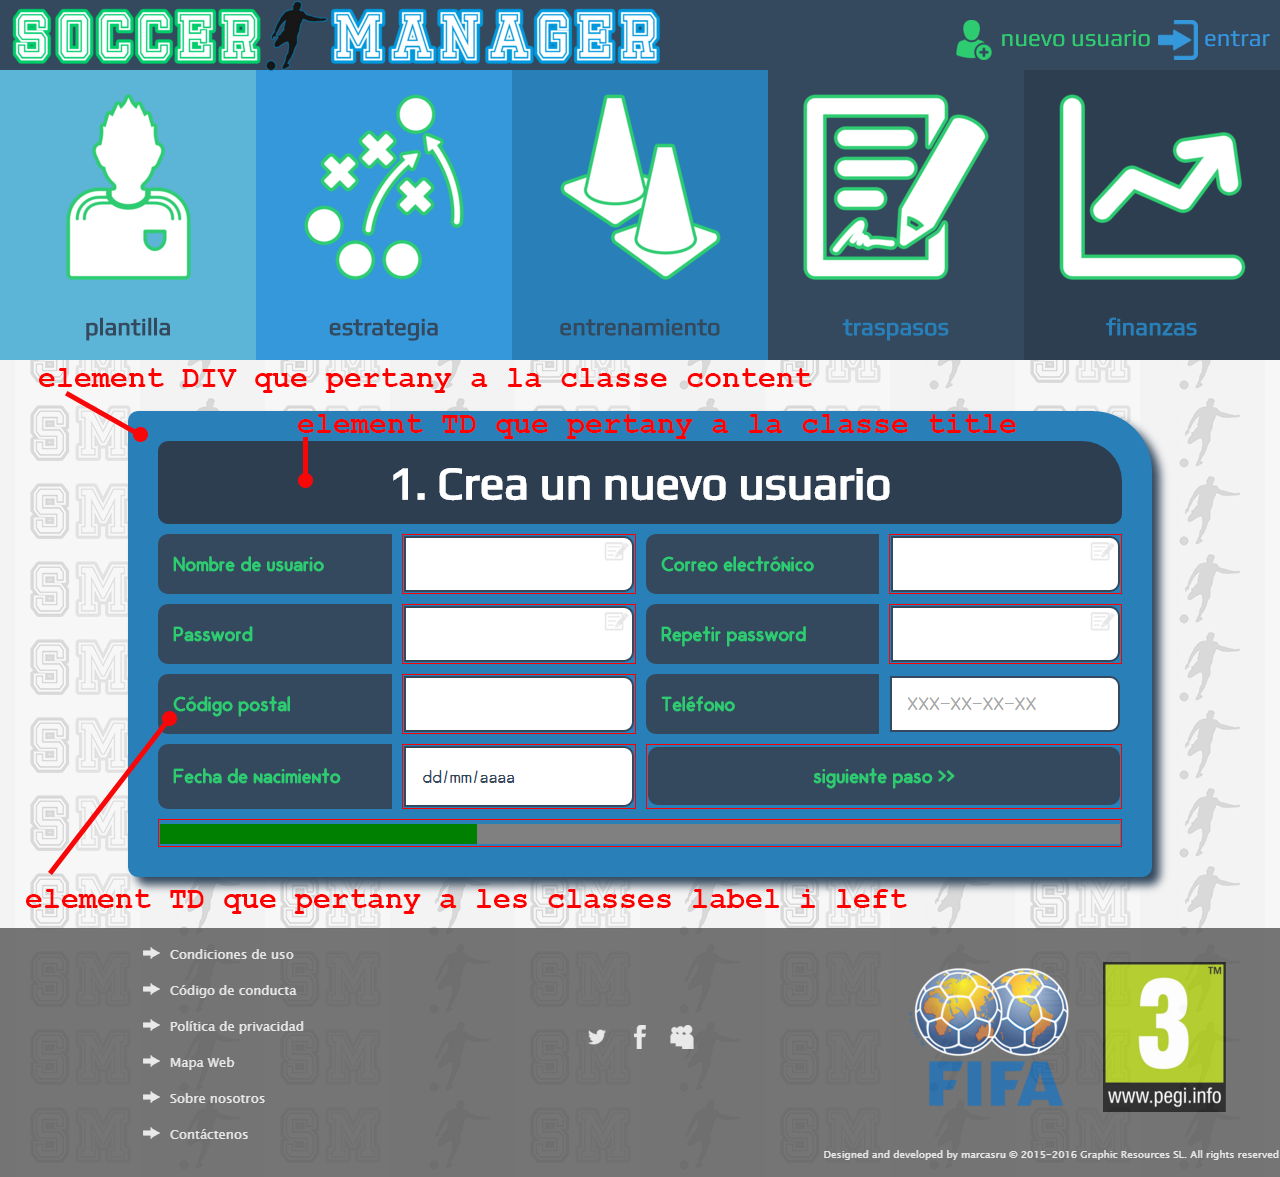 SOCCER MANAGER
nuevo usuario
entrar
plantilla
estrategia
entrenamiento
traspasos
finanzas
element DIV que pertany a la classe content
element TD que pertany a la classe title
1. Crea un nuevo usuario
Nombre de usuario
Correo electrónico
Password
Repetir password
Código postal
Teléfono
XXX-XX-XX-XX
Fecha de nacimiento
dd/mm/aaaa
siguiente paso >>
element TD que pertany a les classes label i left
Condiciones de uso
Código de conducta
Política de privacidad
Mapa Web
Sobre nosotros
Contáctenos
FIFA
TM
3
www.pegi.info
Designed and developed by marcasru © 2015-2016 Graphic Resources SL. All rights reserved
SM